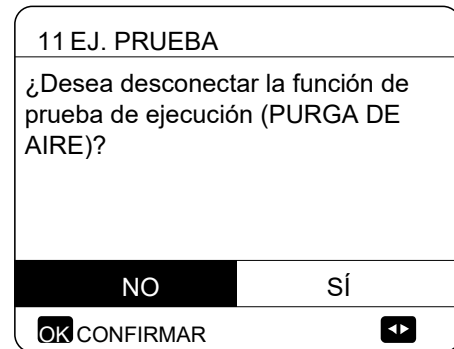 11 EJ. PRUEBA
¿Desea desconectar la función de
prueba de ejecución (PURGA DE
AIRE)?
NO SÍ
OK CONFIRMAR